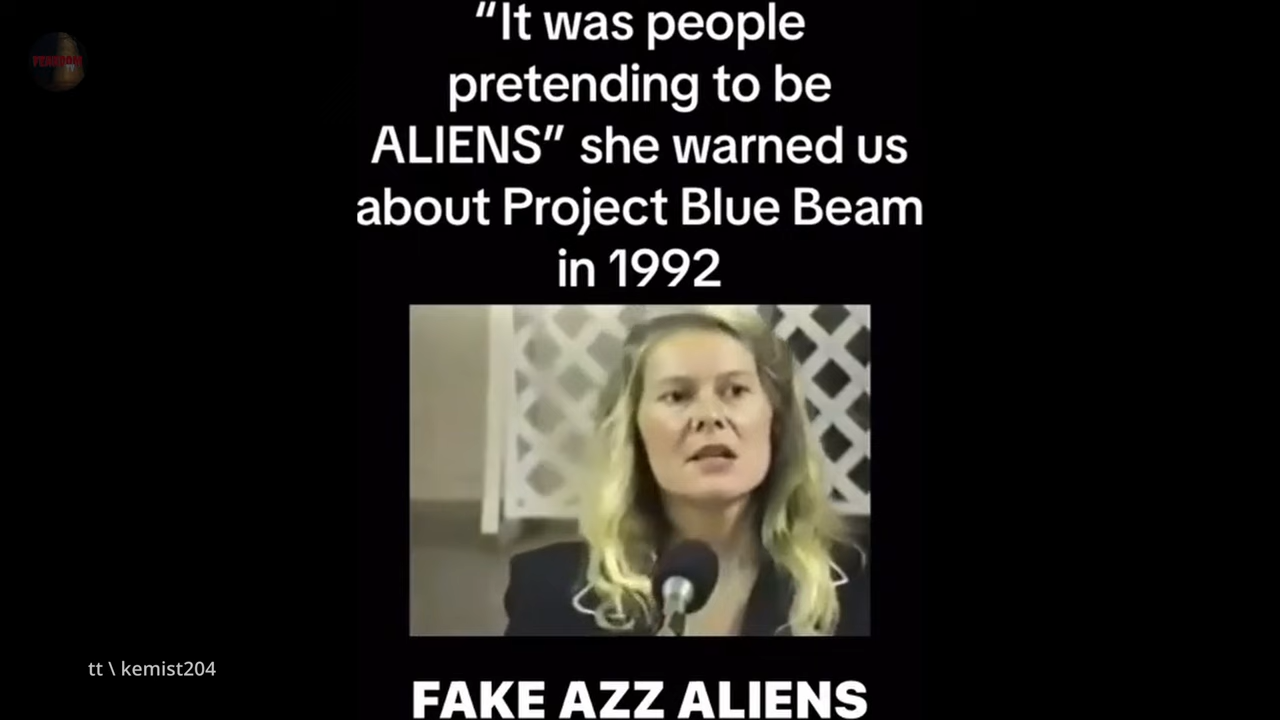 “It was people
pretending to be
ALIENS” she warned us
about Project Blue Beam
in 1992
tt \ kemist204
FAKE AZZ ALIENS